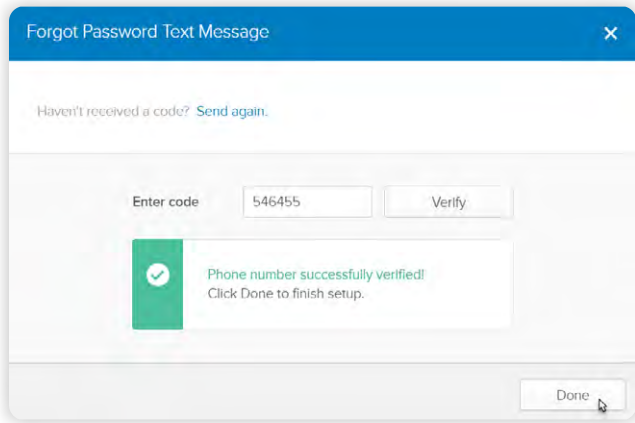 Forgot Password Text Message
Haven't received a code? Send again.
Enter code 546455 Verify
Phone number successfully verified!
Click Done to finish setup.
Done